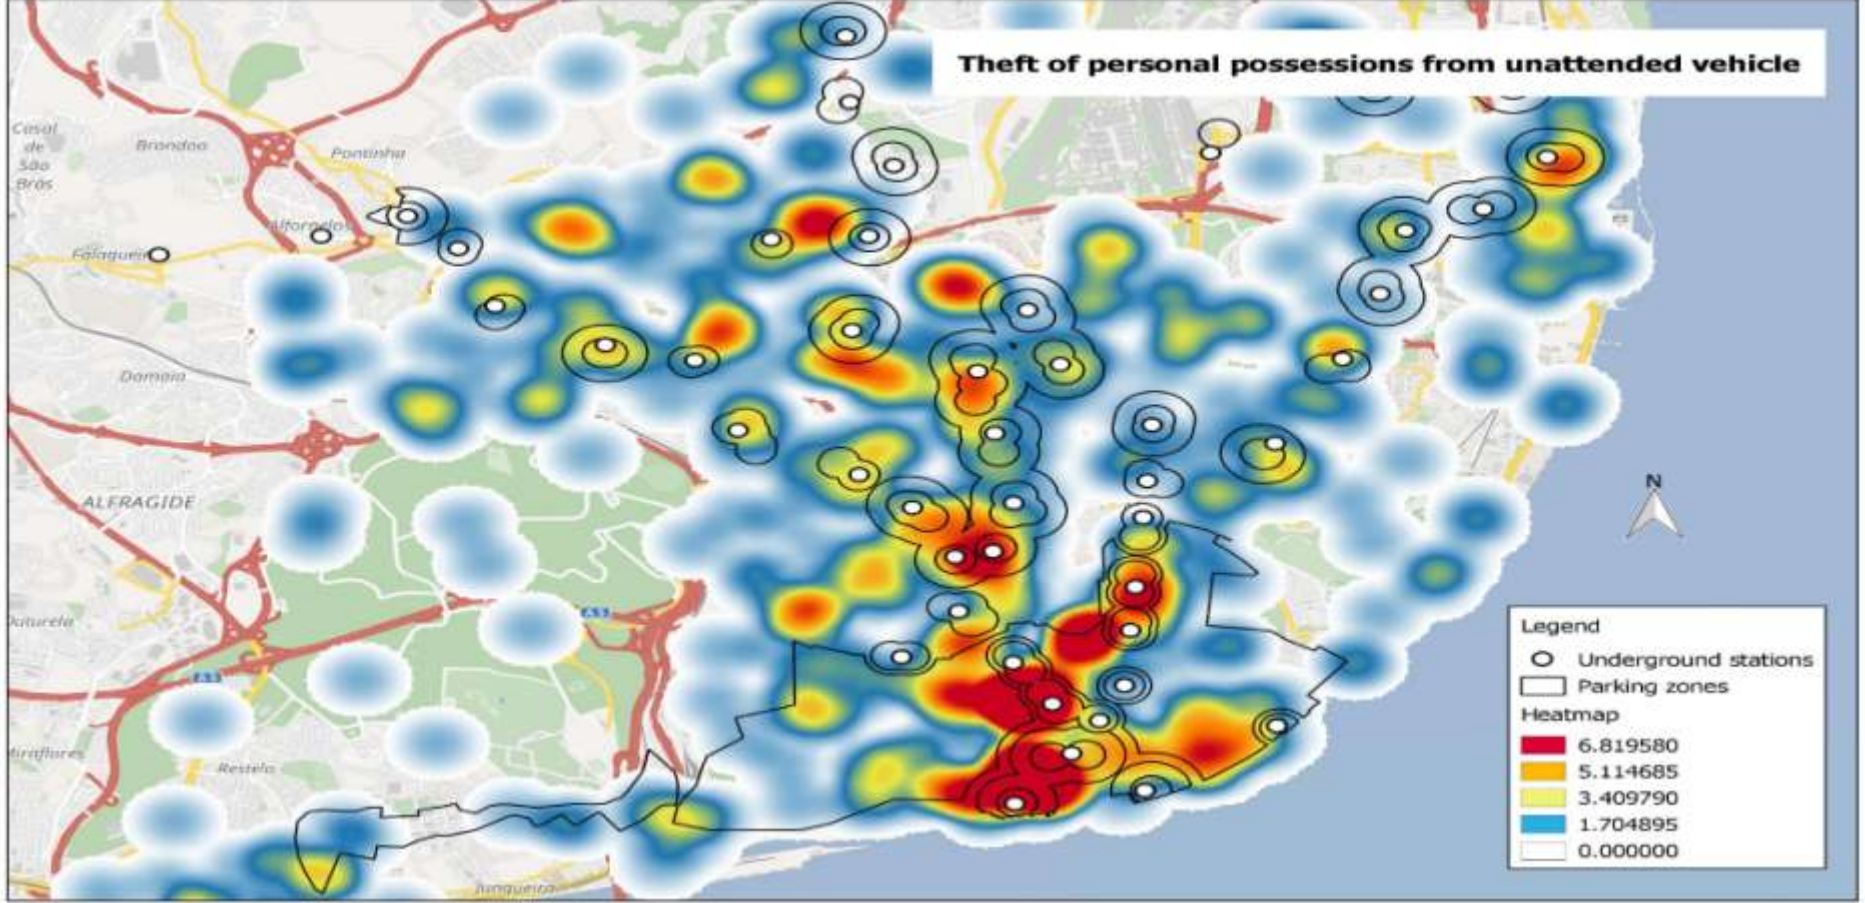 Theft of personal possessions from unattended vehicle
Casal
de
São
Brás
Brandoa
Pontinha
Alfornelos
Falagueira
Damaia
ALFRAGIDE
N
Outurela
A5
A5
Miraflores
Restelo
Junqueira
Legend
Underground stations
Parking zones
Heatmap
6.819580
5.114685
3.409790
1.704895
0.000000